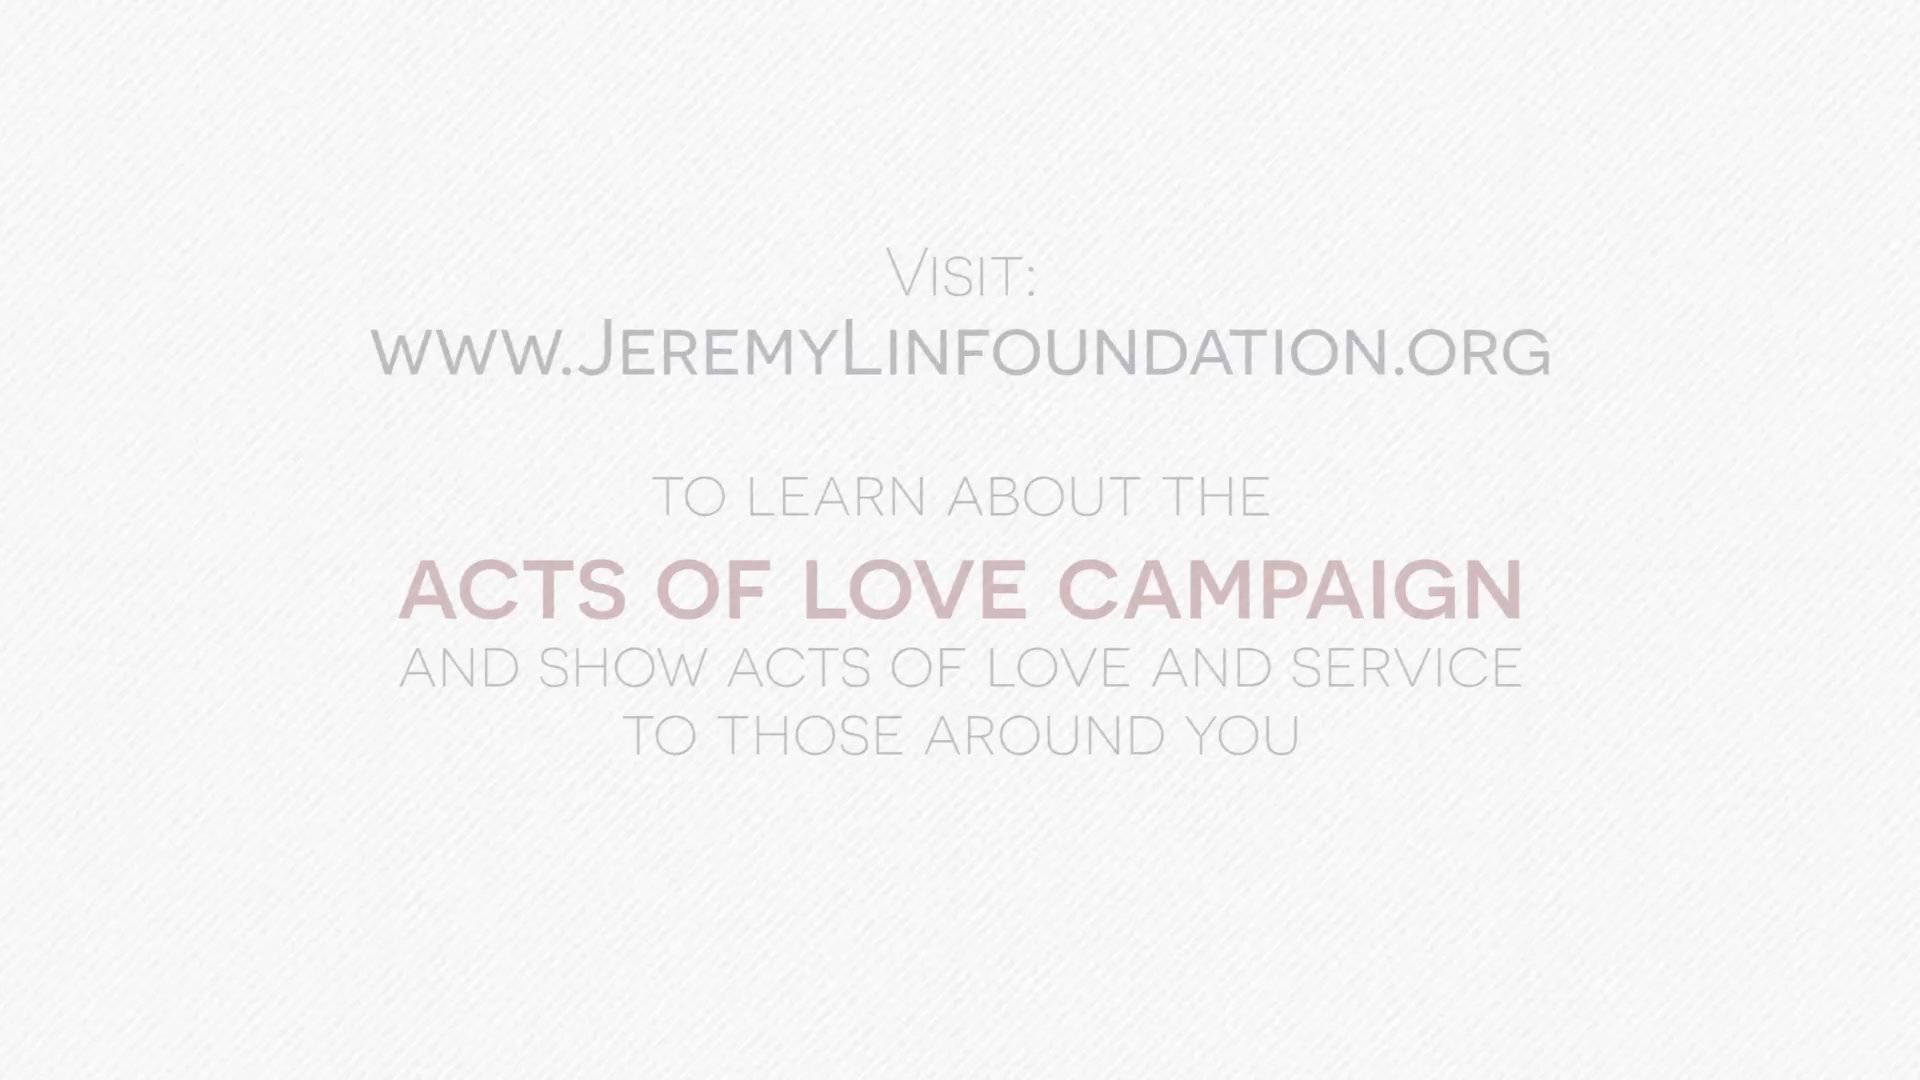 Visit:
www.JeremyLinfoundation.org
TO LEARN ABOUT THE
ACTS OF LOVE CAMPAIGN
AND SHOW ACTS OF LOVE AND SERVICE
TO THOSE AROUND YOU